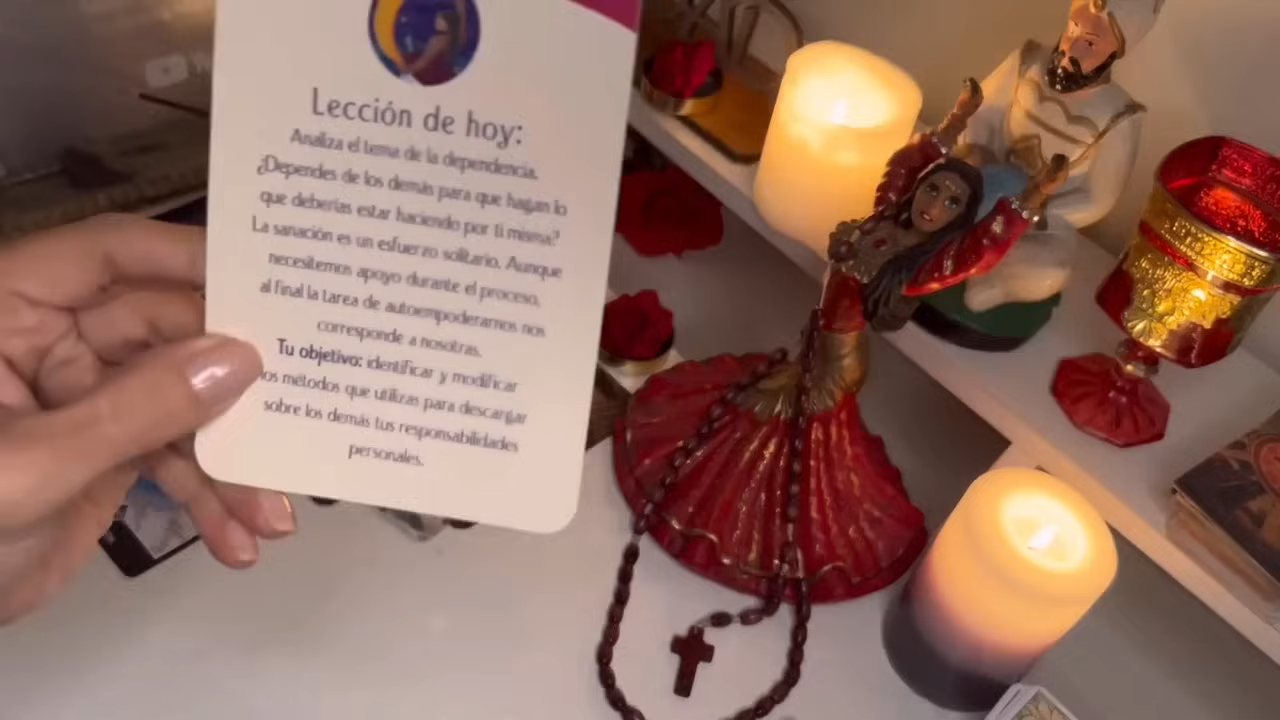 Lección de hoy:
Analiza el tema de la dependencia.
¿Dependes de los demás para que hagan lo
que deberías estar haciendo por ti misma?
La sanación es un esfuerzo solitario. Aunque
necesitemos apoyo durante el proceso,
al final la tarea de autoempoderarnos nos
corresponde a nosotras.
Tu objetivo: identificar y modificar
los métodos que utilizas para descargar
sobre los demás tus responsabilidades
personales.